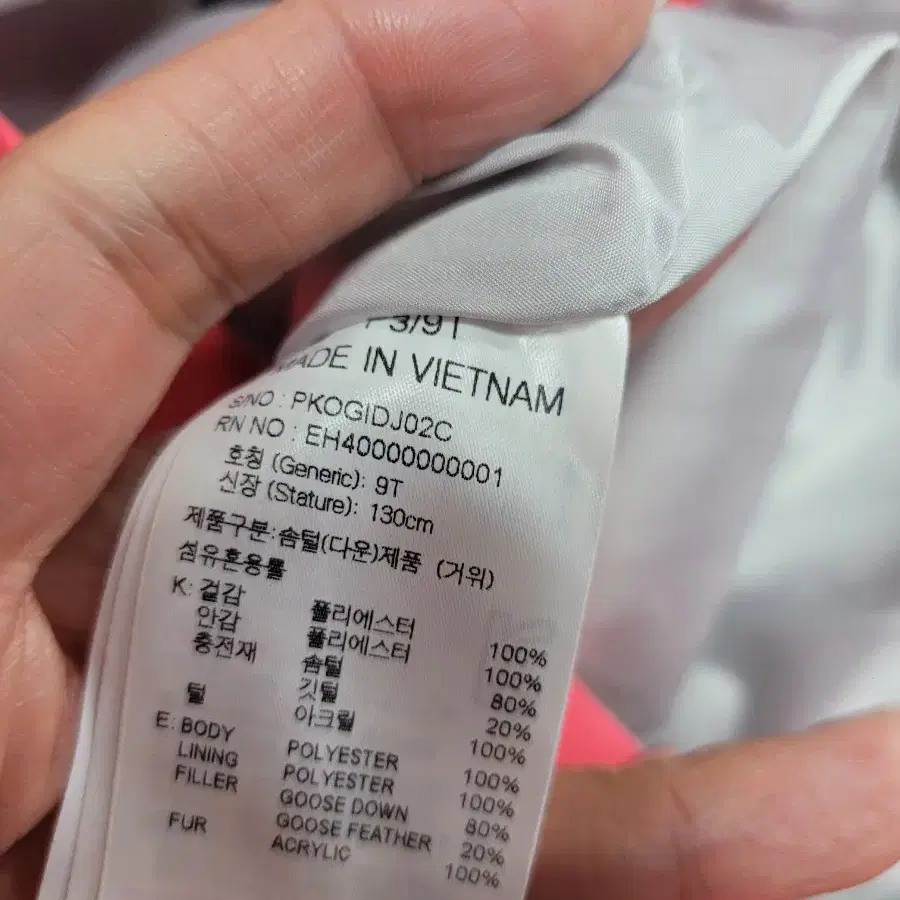 3/9T
MADE IN VIETNAM
S/NO : PKOGIDJ02C
RN NO : EH40000000001
호칭 (Generic): 9T
신장 (Stature): 130cm
제품구분:솜털(다운)제품 (거위)
섬유혼용률
K: 겉감 폴리에스터 100%
안감 폴리에스터 100%
충전재 솜털 80%
깃털 20%
털 아크릴 100%
E: BODY POLYESTER 100%
LINING POLYESTER 100%
FILLER GOOSE DOWN 80%
GOOSE FEATHER 20%
FUR ACRYLIC 100%